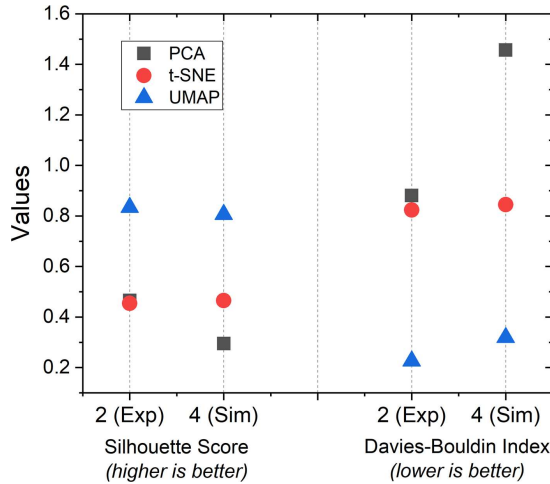 1.6
1.4
1.2
1.0
0.8
0.6
0.4
0.2
Values
PCA
t-SNE
UMAP
2 (Exp) 4 (Sim) 2 (Exp) 4 (Sim)
Silhouette Score Davies-Bouldin Index
(higher is better) (lower is better)